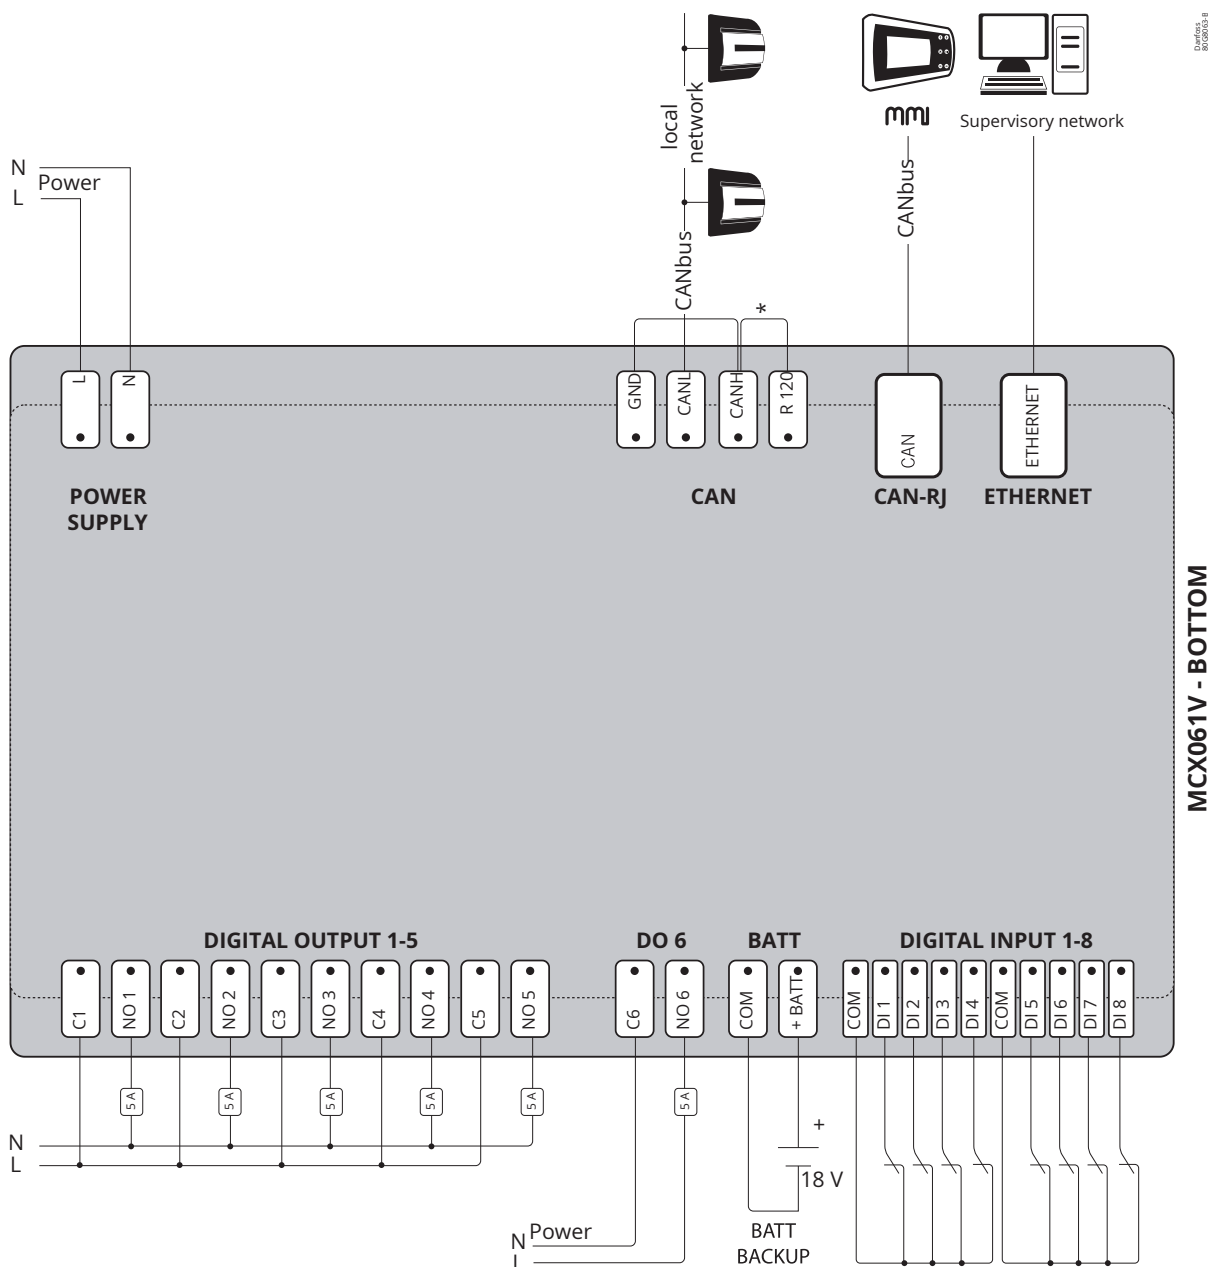 Danfoss
80G8063-B
local
network
mmi
Supervisory network
N
Power
L
CANbus
CANbus
*
L
N
GND
CANL
CANH
R 120
CAN
ETHERNET
POWER
SUPPLY
CAN
CAN-RJ
ETHERNET
MCX061V - BOTTOM
DIGITAL OUTPUT 1-5
DO 6
BATT
DIGITAL INPUT 1-8
C1
NO 1
C2
NO 2
C3
NO 3
C4
NO 4
C5
NO 5
C6
NO 6
COM
+ BATT
COM
DI 1
DI 2
DI 3
DI 4
COM
DI 5
DI 6
DI 7
DI 8
5 A
5 A
5 A
5 A
5 A
5 A
+
N
L
18 V
N
Power
L
BATT
BACKUP